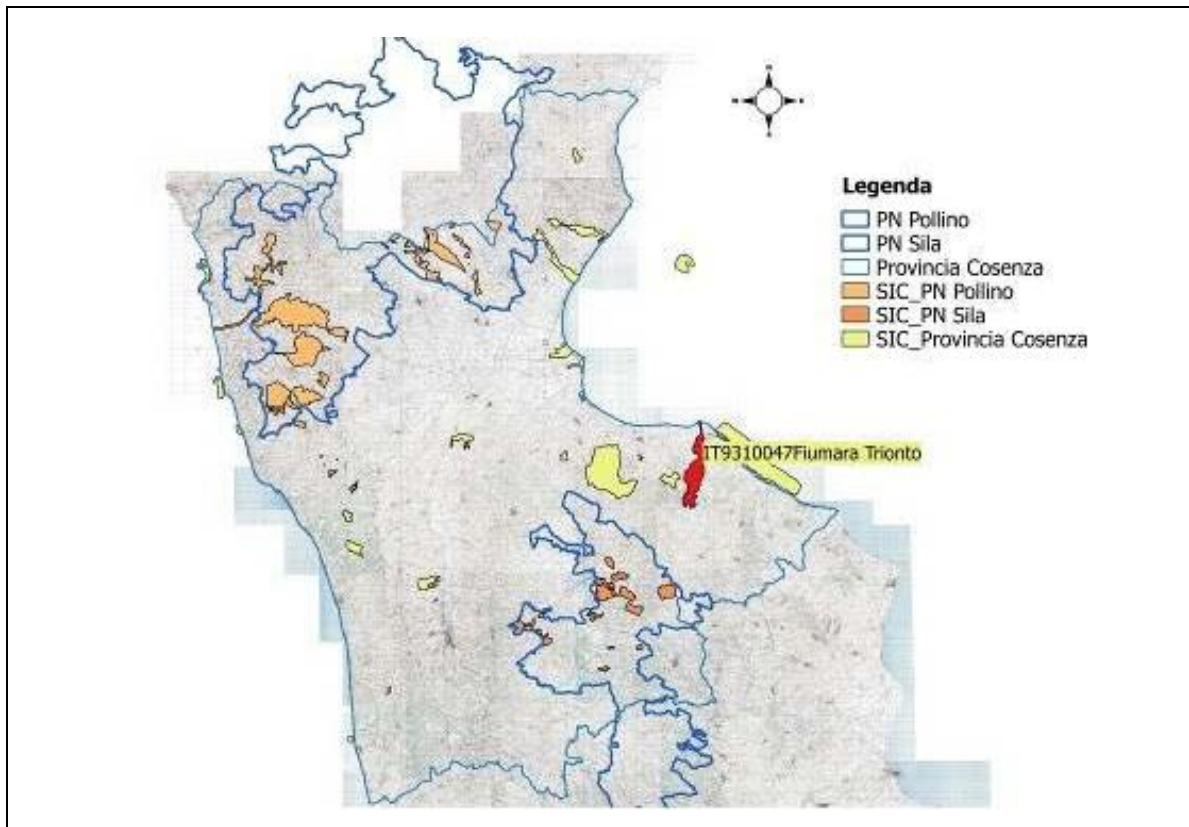 Legenda
PN Pollino
PN Sila
Provincia Cosenza
SIC_PN Pollino
SIC_PN Sila
SIC_Provincia Cosenza
IT9310047Fiumara Trionto